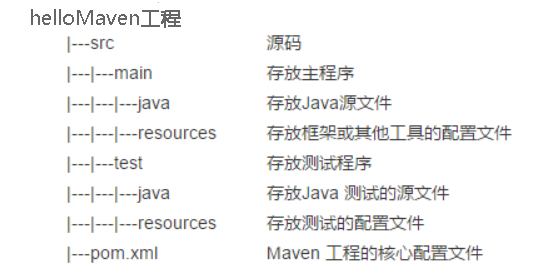 helloMaven工程
|---src 源码
|---|---main 存放主程序
|---|---|---java 存放Java源文件
|---|---|---resources 存放框架或其他工具的配置文件
|---|---test 存放测试程序
|---|---|---java 存放Java 测试的源文件
|---|---|---resources 存放测试的配置文件
|---pom.xml Maven 工程的核心配置文件